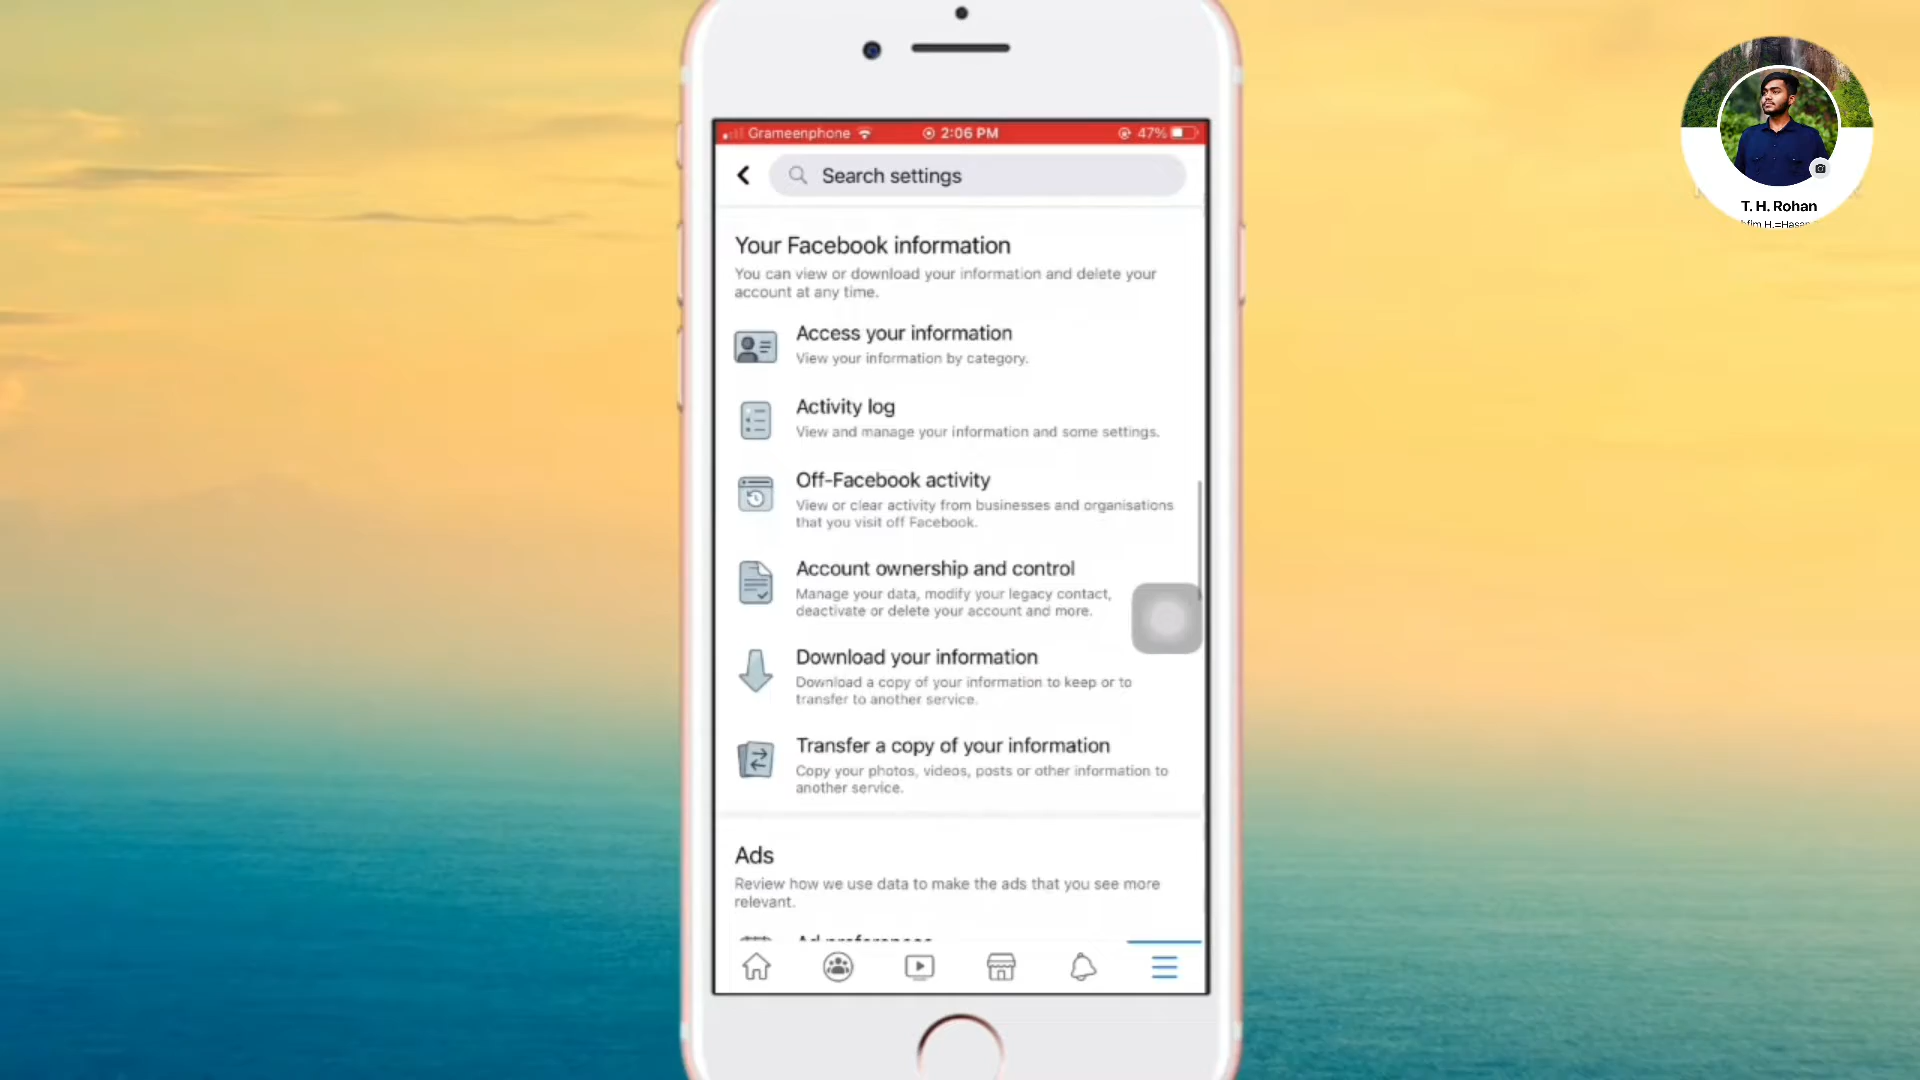 Grameenphone 2:06 PM 47%
Search settings
T. H. Rohan
Your Facebook information
You can view or download your information and delete your
account at any time.
Access your information
View your information by category.
Activity log
View and manage your information and some settings.
Off-Facebook activity
View or clear activity from businesses and organisations
that you visit off Facebook.
Account ownership and control
Manage your data, modify your legacy contact,
deactivate or delete your account and more.
Download your information
Download a copy of your information to keep or to
transfer to another service.
Transfer a copy of your information
Copy your photos, videos, posts or other information to
another service.
Ads
Review how we use data to make the ads that you see more
relevant.
Ad preferences